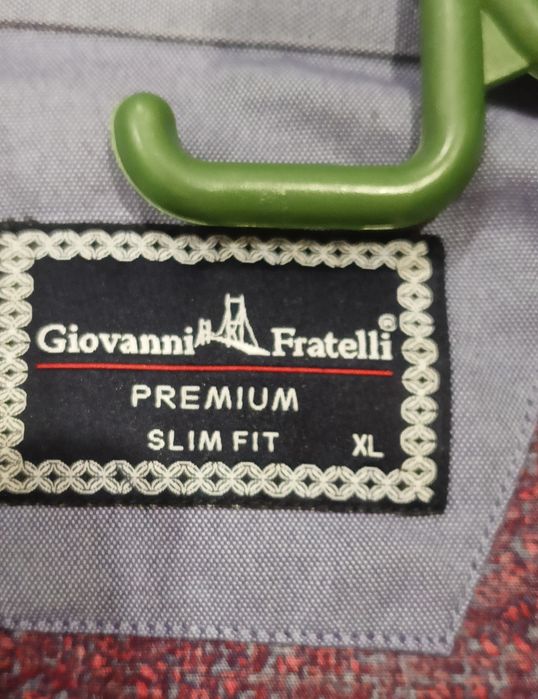 Giovanni Fratelli®
PREMIUM
SLIM FIT XL